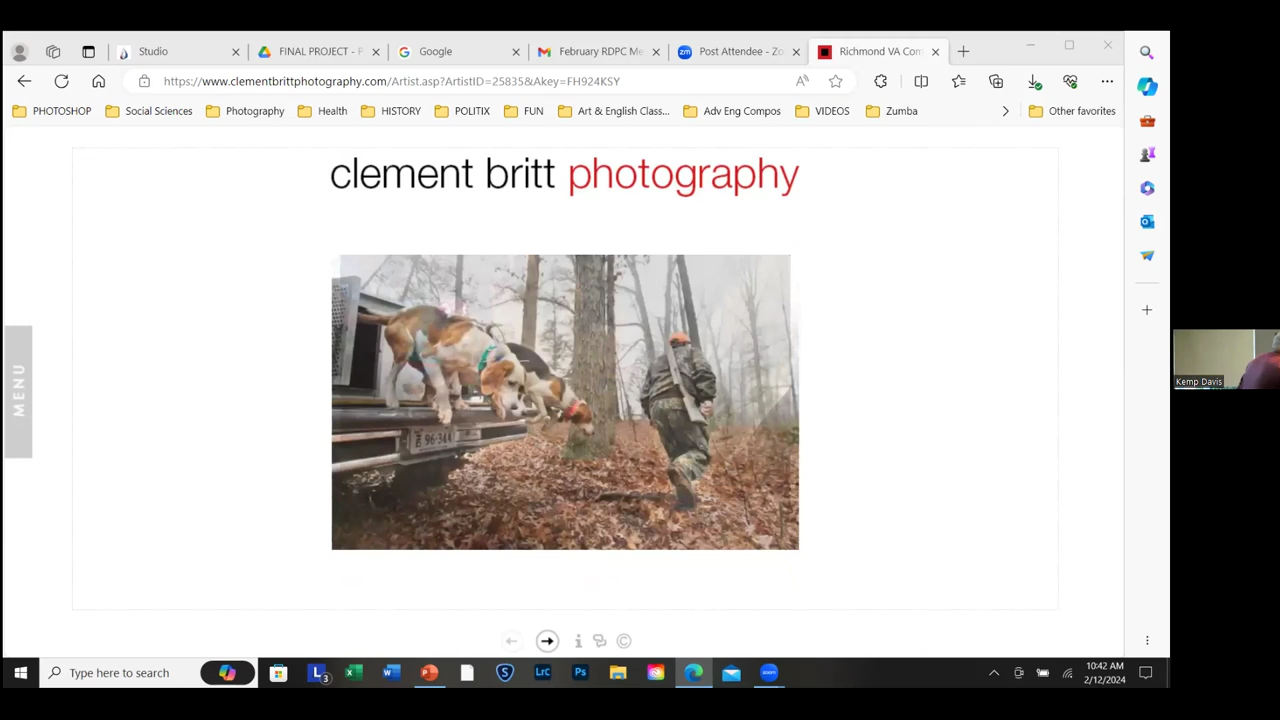 Studio
FINAL PROJECT - P
Google
February RDPC Me
Post Attendee - Zo
Richmond VA Com
https://www.clementbrittphotography.com/Artist.asp?ArtistID=25835&Akey=FH924KSY
PHOTOSHOP
Social Sciences
Photography
Health
HISTORY
POLITIX
FUN
Art & English Class...
Adv Eng Compos
VIDEOS
Zumba
Other favorites
clement britt photography
MENU
Kemp Davis
Type here to search
10:42 AM
2/12/2024